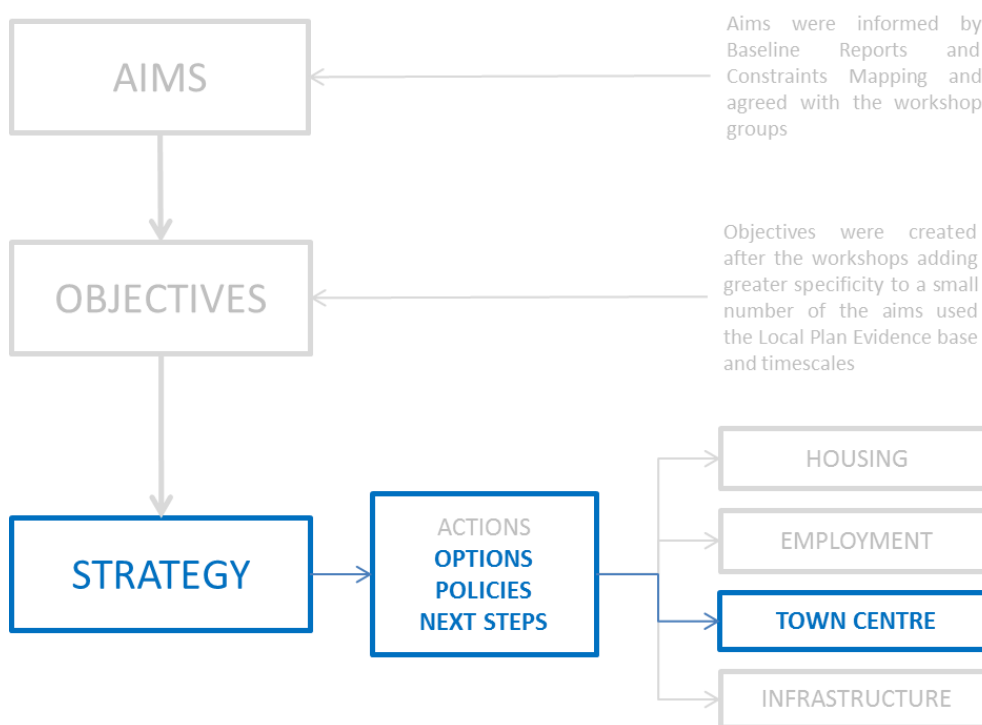 AIMS
Aims were informed by
Baseline Reports and
Constraints Mapping and
agreed with the workshop
groups
OBJECTIVES
Objectives were created
after the workshops adding
greater specificity to a small
number of the aims used
the Local Plan Evidence base
and timescales
STRATEGY
ACTIONS
OPTIONS
POLICIES
NEXT STEPS
HOUSING
EMPLOYMENT
TOWN CENTRE
INFRASTRUCTURE